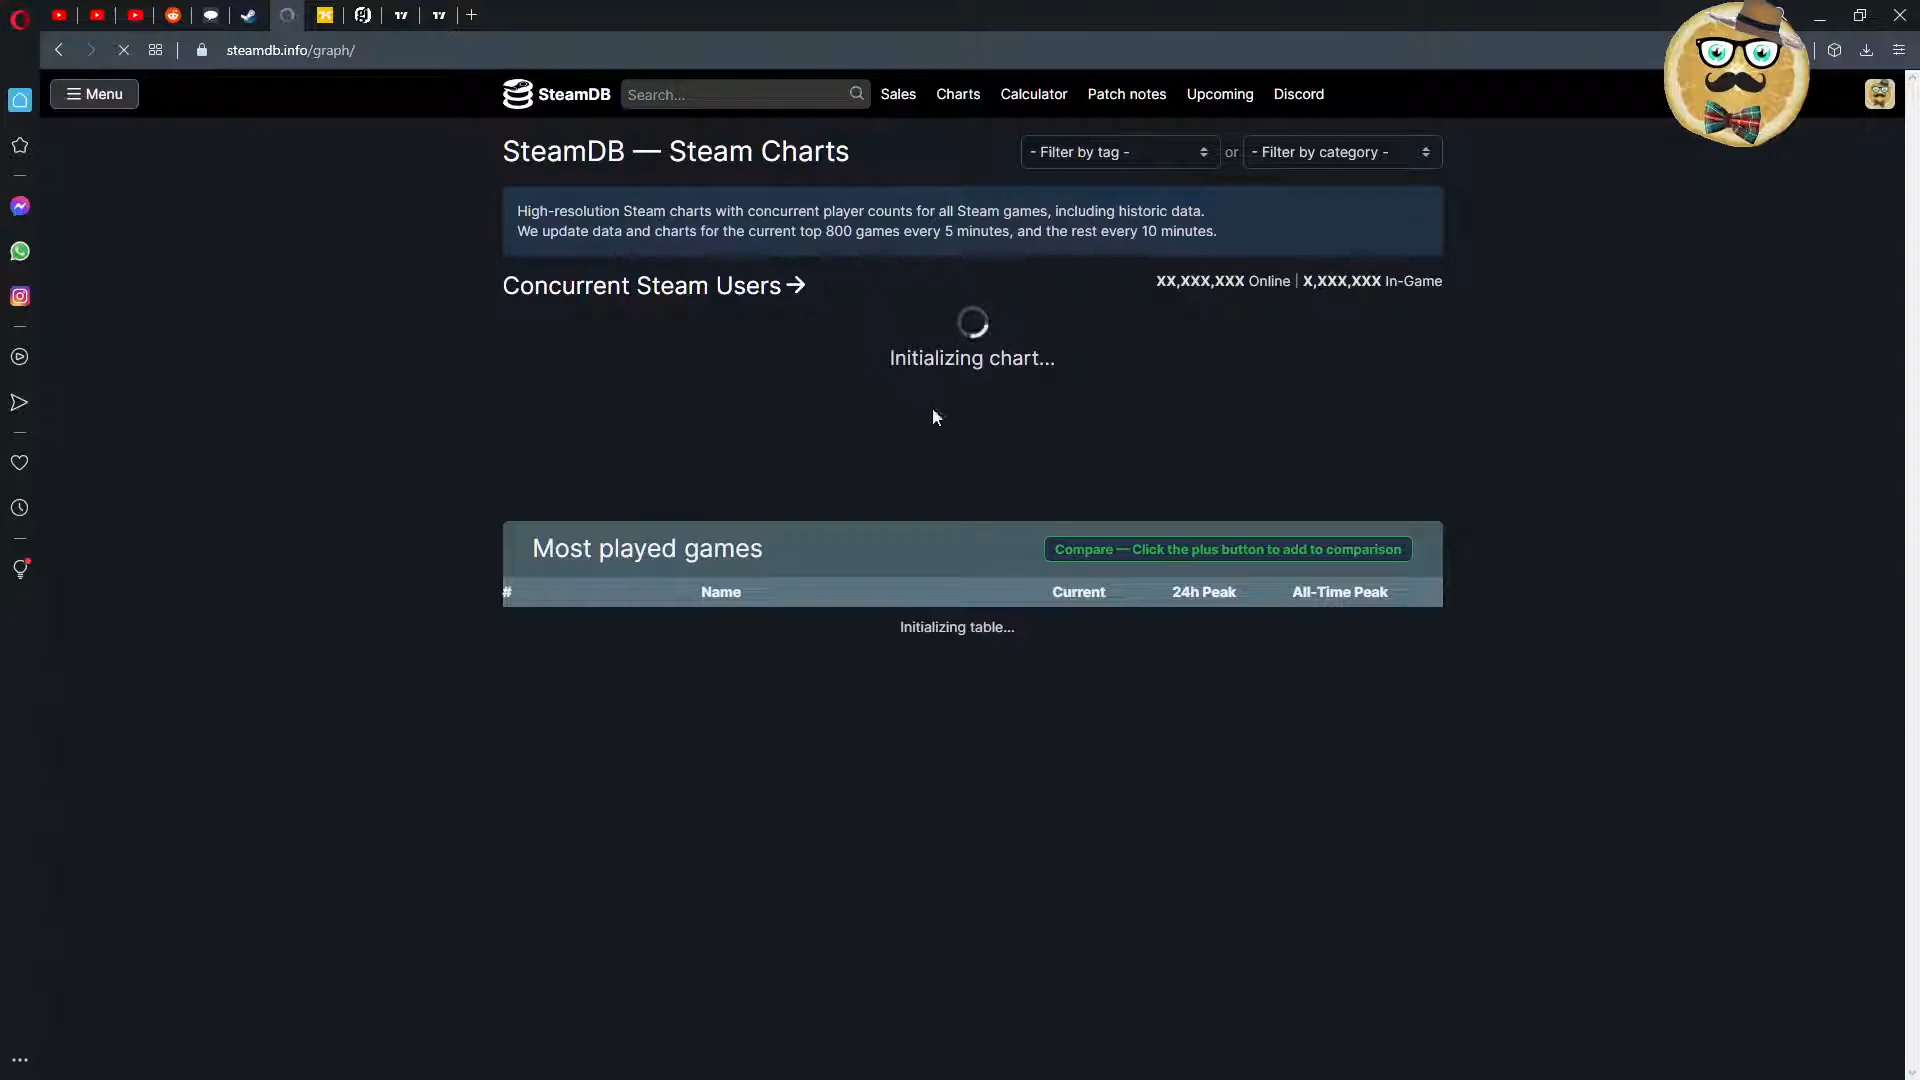 steamdb.info/graph/
Menu
SteamDB
Search...
Sales
Charts
Calculator
Patch notes
Upcoming
Discord
SteamDB — Steam Charts
- Filter by tag -
or
- Filter by category -
High-resolution Steam charts with concurrent player counts for all Steam games, including historic data.
We update data and charts for the current top 800 games every 5 minutes, and the rest every 10 minutes.
Concurrent Steam Users →
XX,XXX,XXX Online | X,XXX,XXX In-Game
Initializing chart...
Most played games
Compare — Click the plus button to add to comparison
# Name Current 24h Peak All-Time Peak
Initializing table...